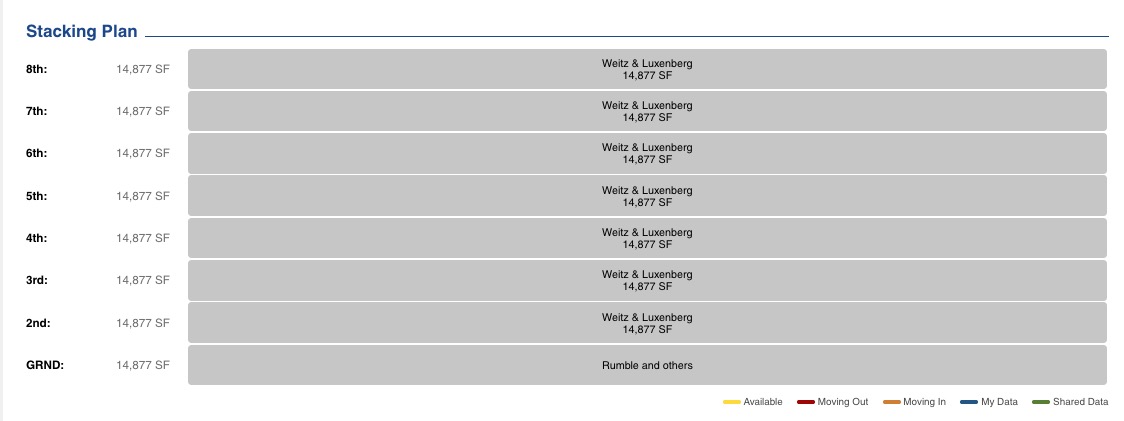 Stacking Plan
8th: 14,877 SF Weitz & Luxenberg
14,877 SF
7th: 14,877 SF Weitz & Luxenberg
14,877 SF
6th: 14,877 SF Weitz & Luxenberg
14,877 SF
5th: 14,877 SF Weitz & Luxenberg
14,877 SF
4th: 14,877 SF Weitz & Luxenberg
14,877 SF
3rd: 14,877 SF Weitz & Luxenberg
14,877 SF
2nd: 14,877 SF Weitz & Luxenberg
14,877 SF
GRND: 14,877 SF Rumble and others
Available Moving Out Moving In My Data Shared Data